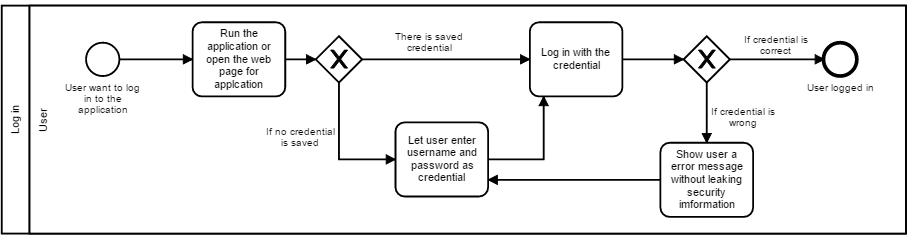 Log in
User
User want to log
in to the
application
Run the
application or
open the web
page for
applcation
There is saved
credential
If no credential
is saved
Let user enter
username and
password as
credential
Log in with the
credential
If credential is
correct
User logged in
If credential is
wrong
Show user a
error message
without leaking
security
imformation